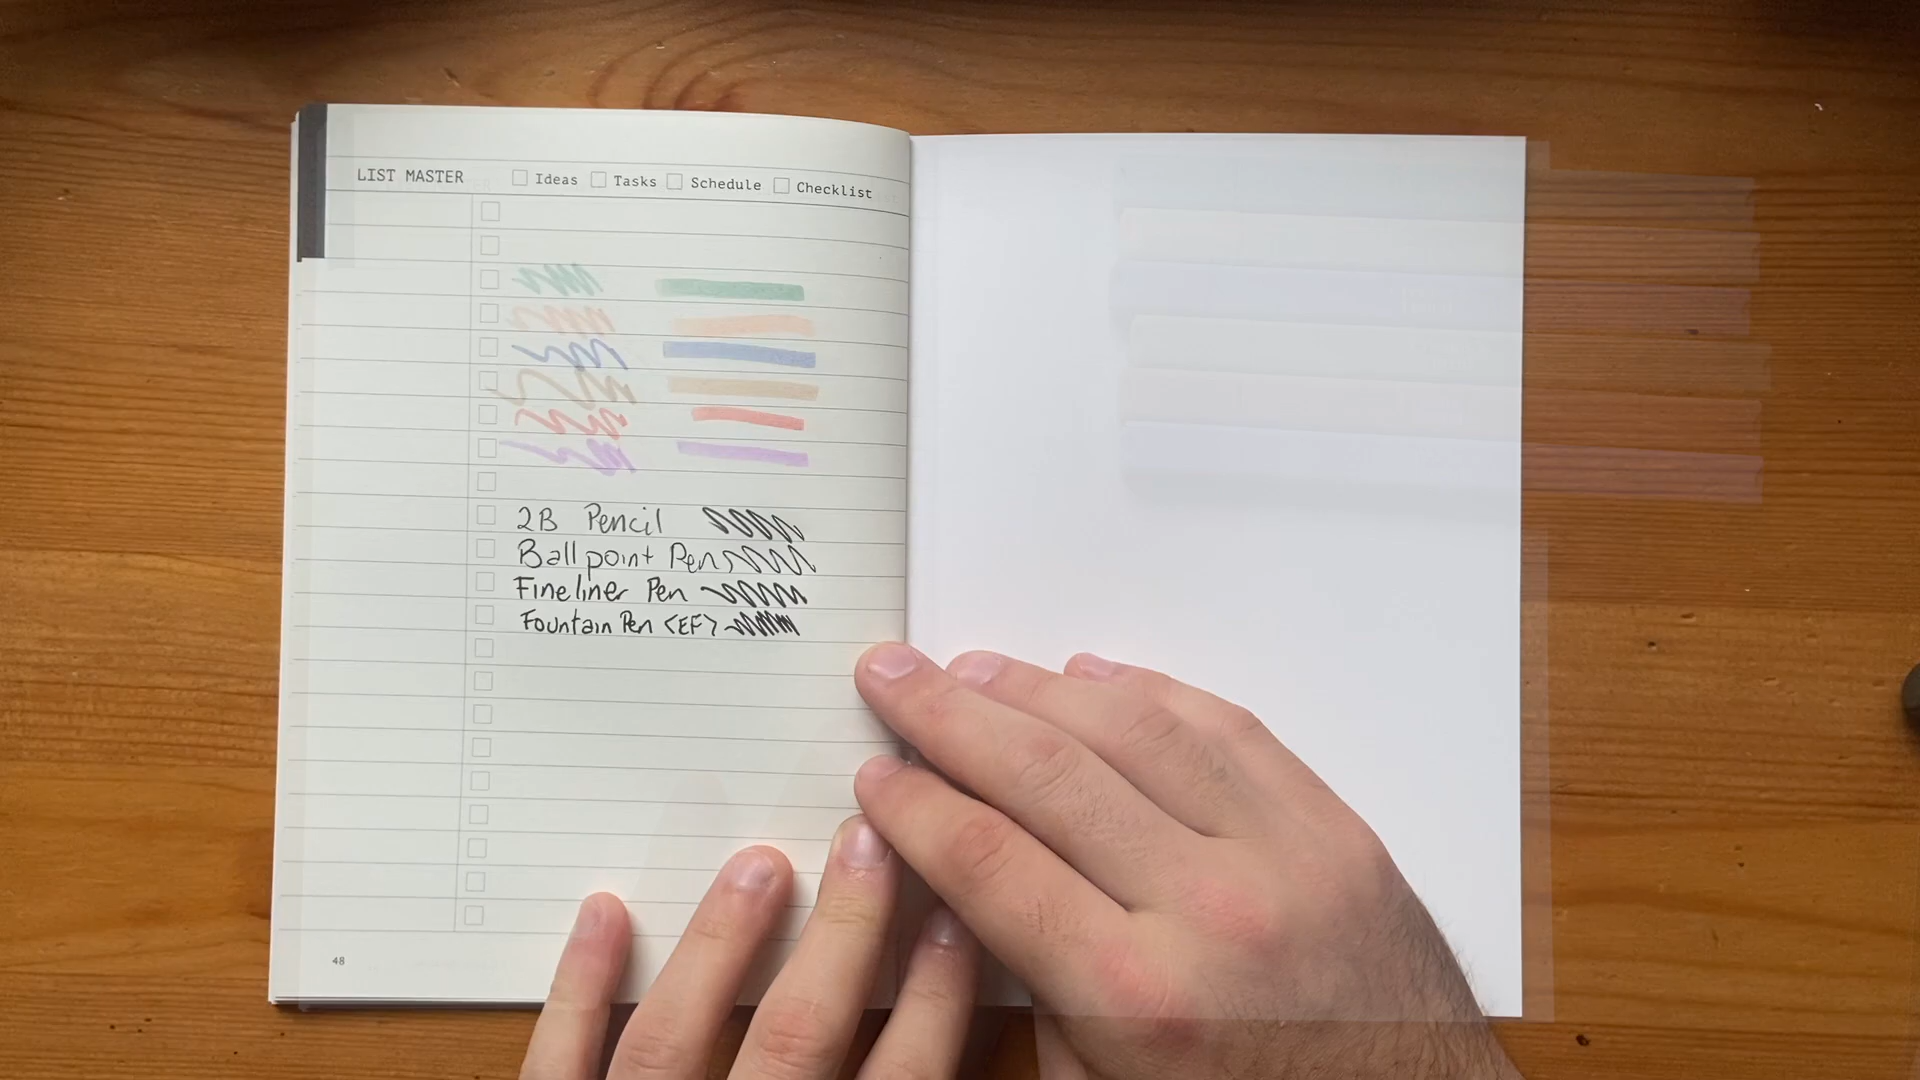 LIST MASTER Ideas Tasks Schedule Checklist
2B Pencil
Ballpoint Pen
Fineliner Pen
Fountain Pen <EF>
48